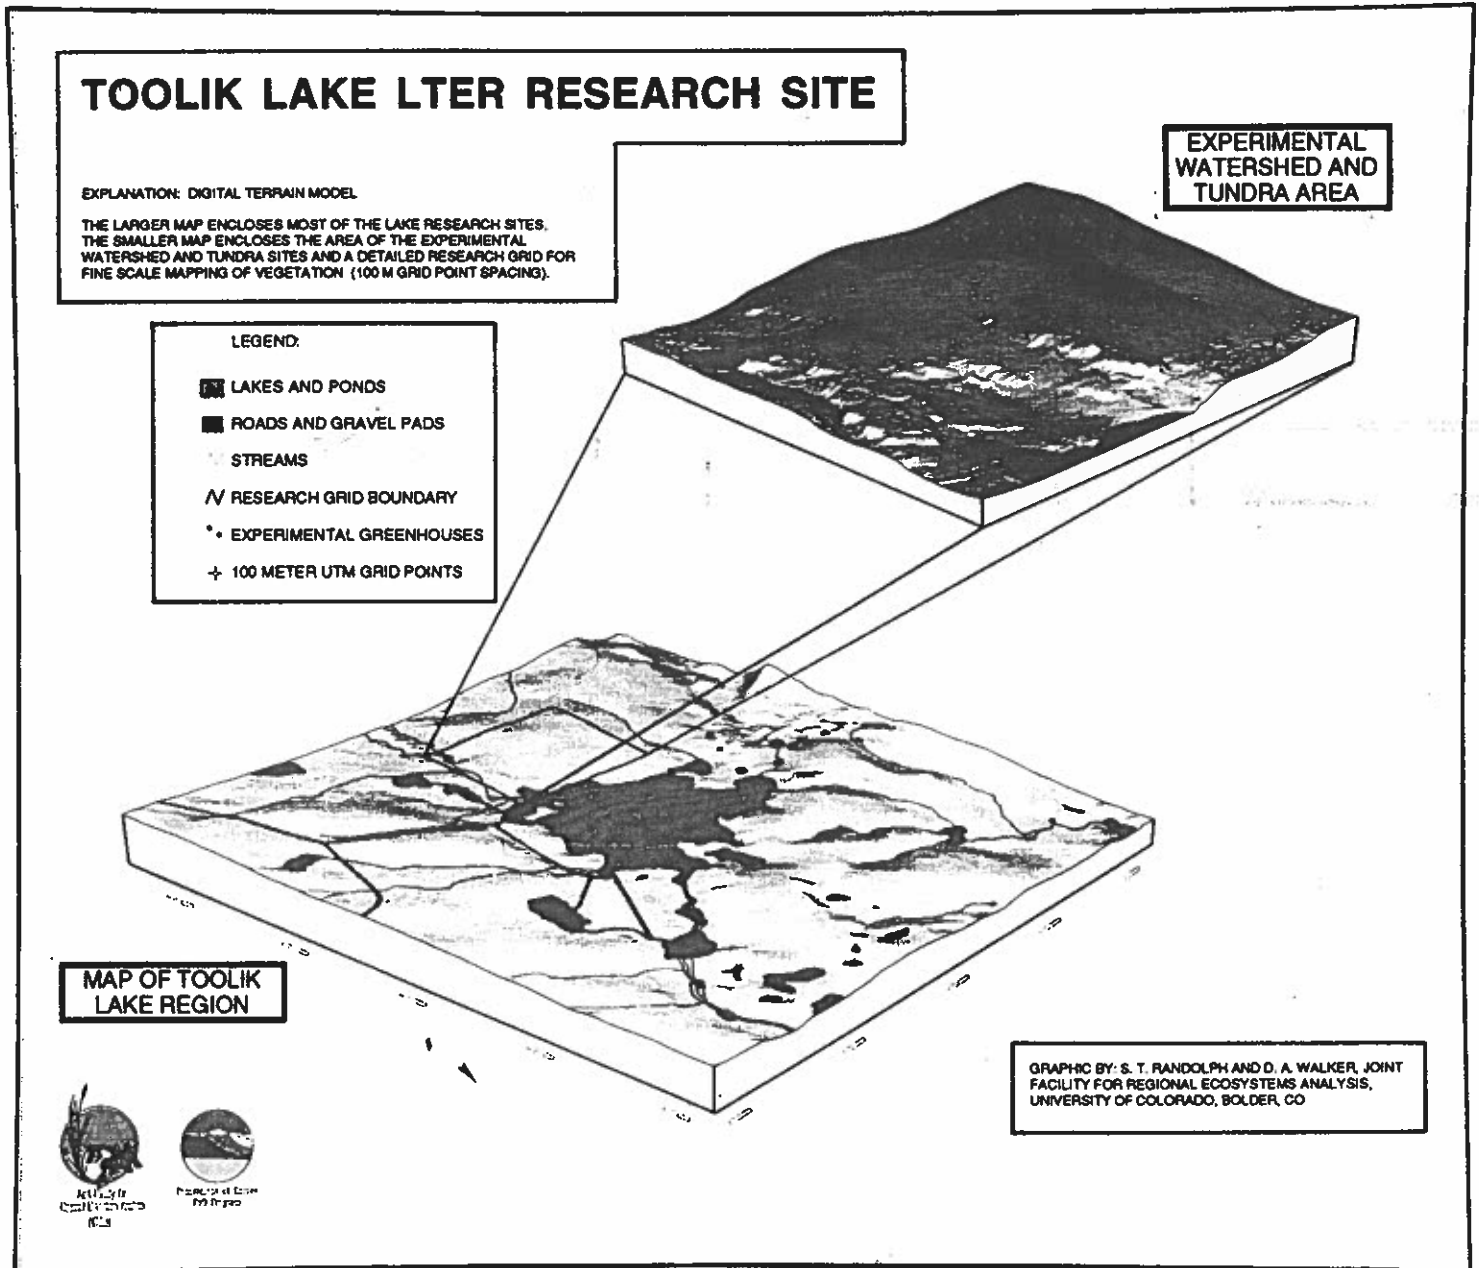 TOOLIK LAKE LTER RESEARCH SITE
EXPLANATION: DIGITAL TERRAIN MODEL
THE LARGER MAP ENCLOSES MOST OF THE LAKE RESEARCH SITES.
THE SMALLER MAP ENCLOSES THE AREA OF THE EXPERIMENTAL
WATERSHED AND TUNDRA SITES AND A DETAILED RESEARCH GRID FOR
FINE SCALE MAPPING OF VEGETATION (100 M GRID POINT SPACING).
EXPERIMENTAL
WATERSHED AND
TUNDRA AREA
LEGEND:
LAKES AND PONDS
ROADS AND GRAVEL PADS
STREAMS
RESEARCH GRID BOUNDARY
EXPERIMENTAL GREENHOUSES
100 METER UTM GRID POINTS
MAP OF TOOLIK
LAKE REGION
GRAPHIC BY: S. T. RANDOLPH AND D. A. WALKER, JOINT
FACILITY FOR REGIONAL ECOSYSTEMS ANALYSIS,
UNIVERSITY OF COLORADO, BOLDER, CO